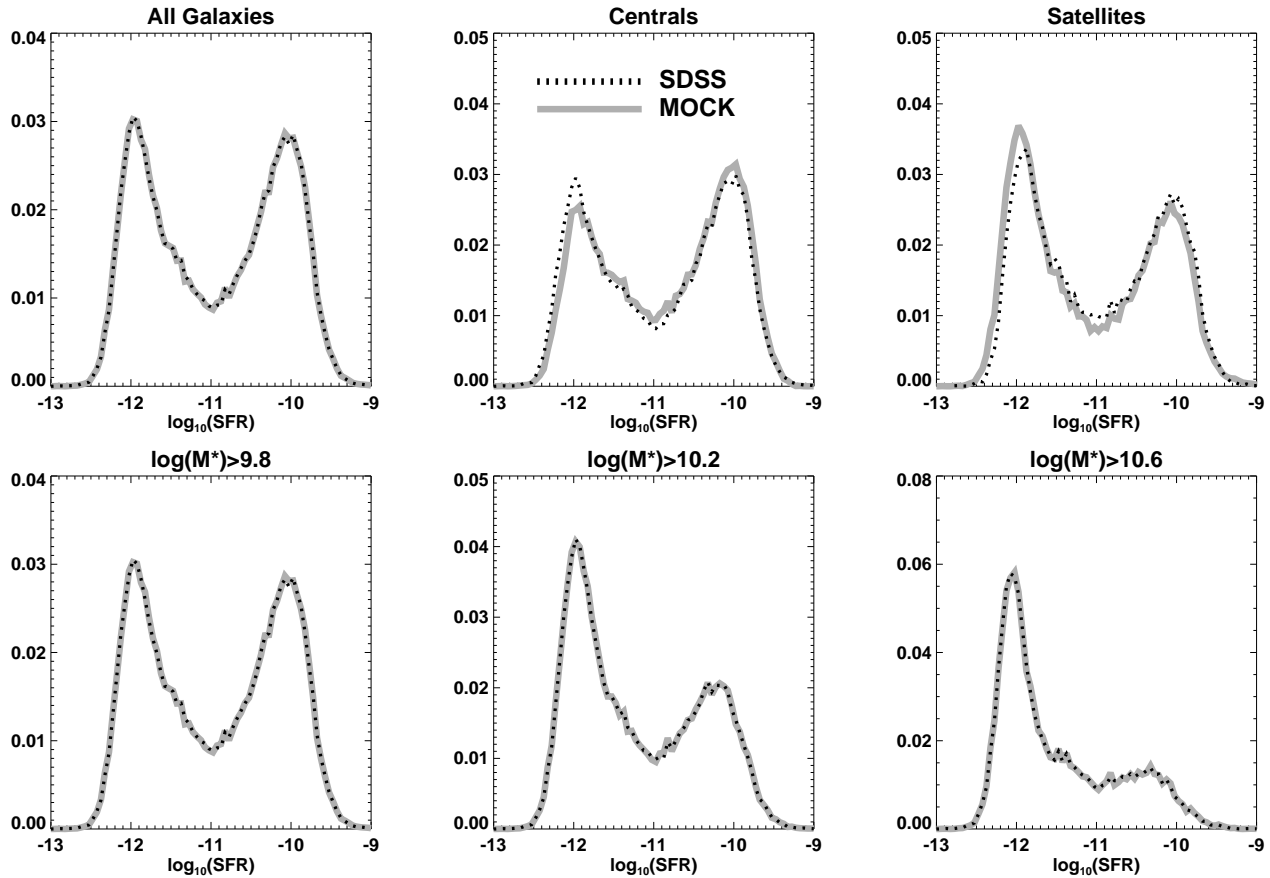 All Galaxies
Centrals
Satellites
0.04
0.03
0.02
0.01
0.00
-13 -12 -11 -10 -9
log₁₀(SFR)
0.05
0.04
0.03
0.02
0.01
0.00
SDSS
MOCK
-13 -12 -11 -10 -9
log₁₀(SFR)
0.05
0.04
0.03
0.02
0.01
0.00
-13 -12 -11 -10 -9
log₁₀(SFR)
log(M*)>9.8
log(M*)>10.2
log(M*)>10.6
0.04
0.03
0.02
0.01
0.00
-13 -12 -11 -10 -9
log₁₀(SFR)
0.05
0.04
0.03
0.02
0.01
0.00
-13 -12 -11 -10 -9
log₁₀(SFR)
0.08
0.06
0.04
0.02
0.00
-13 -12 -11 -10 -9
log₁₀(SFR)